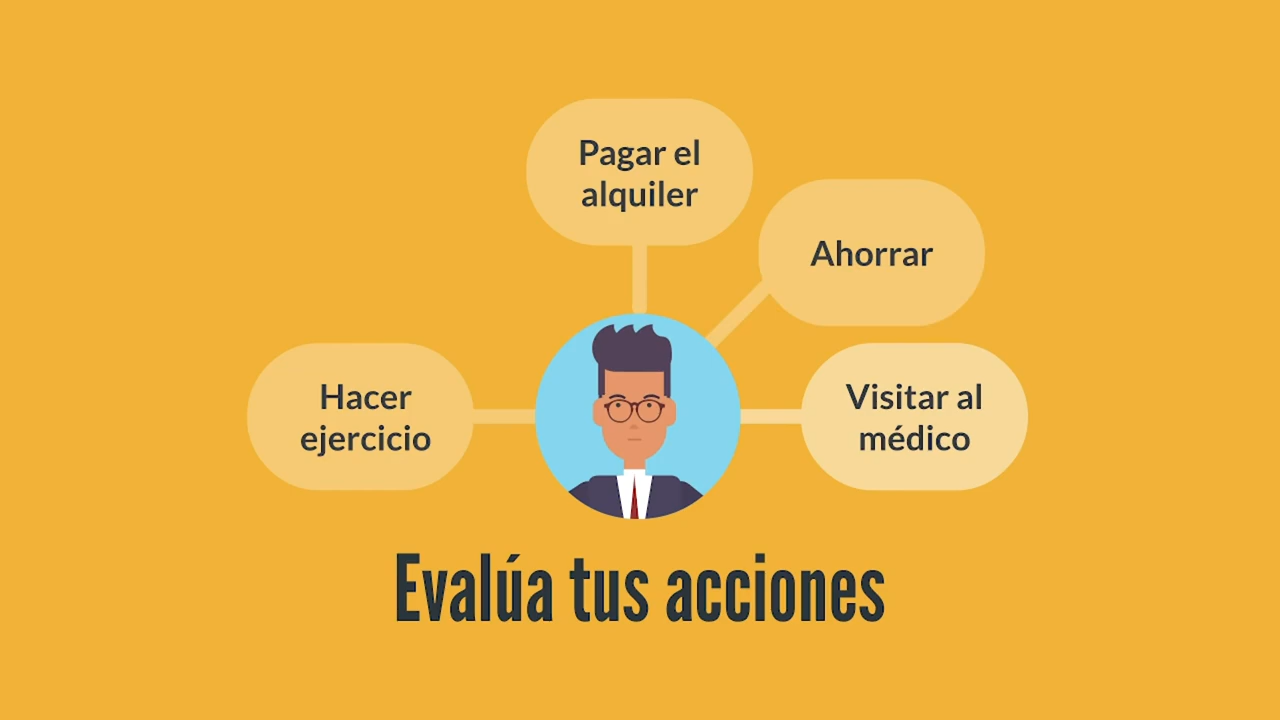 Pagar el
alquiler
Ahorrar
Hacer
ejercicio
Visitar al
médico
Evalúa tus acciones